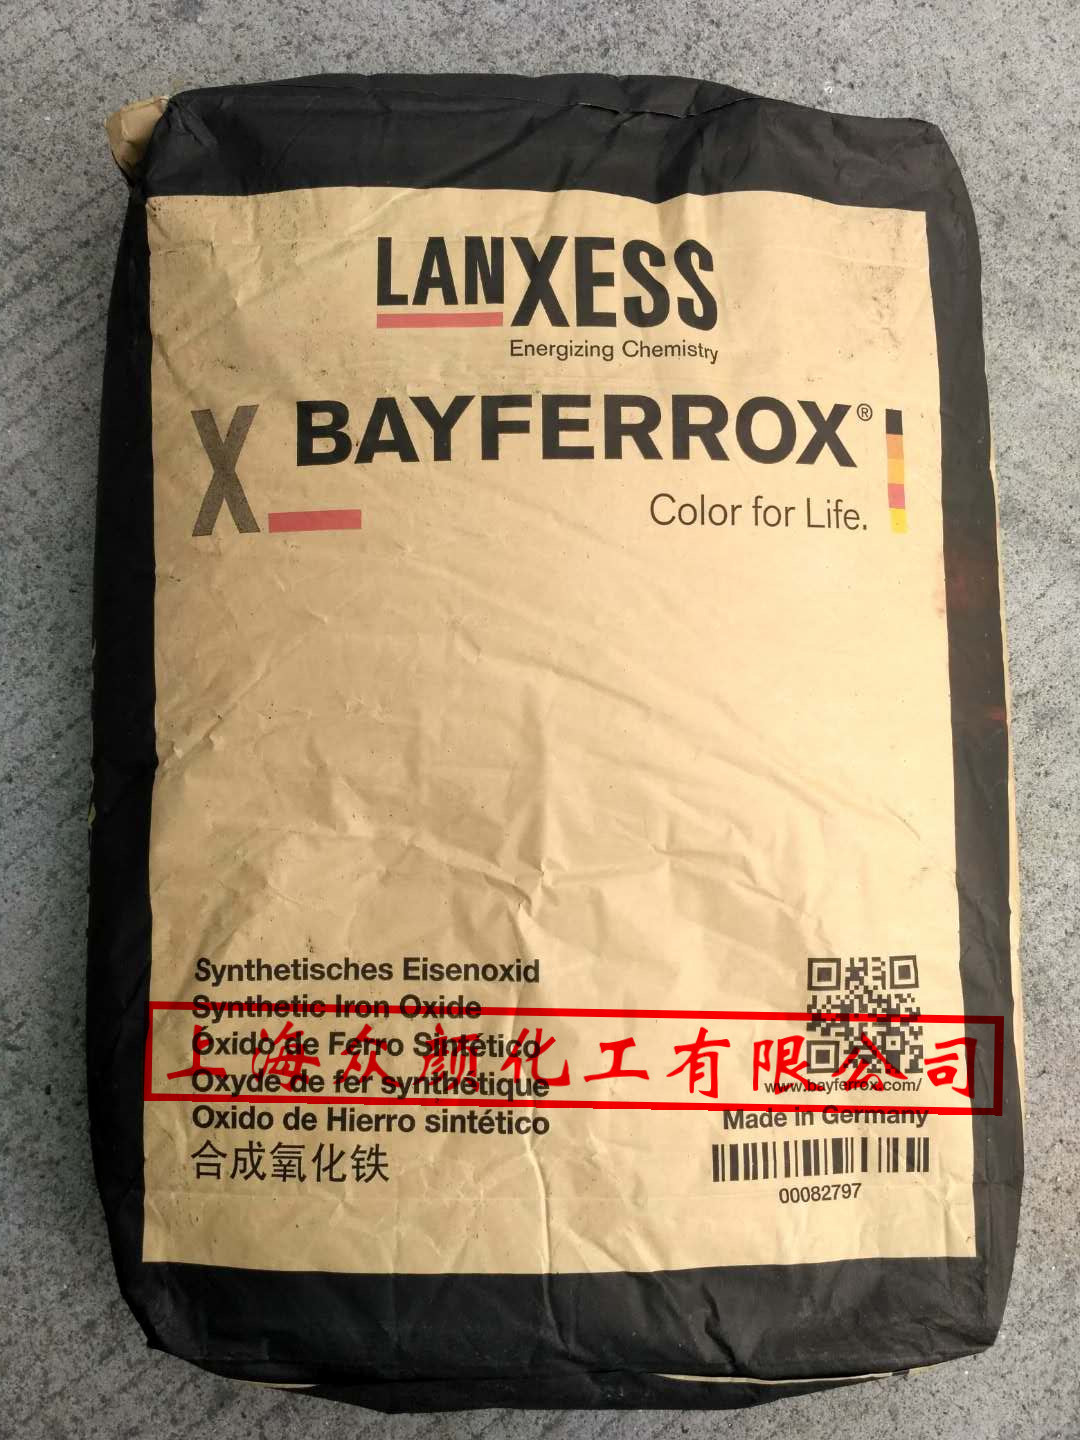 LANXESS
Energizing Chemistry
X BAYFERROX®
Color for Life.
Synthetisches Eisenoxid
Synthetic Iron Oxide
Óxido de Ferro Sintético
Oxyde de fer synthétique
Oxido de Hierro sintético
合成氧化铁
上海众颜化工有限公司
www.bayferrox.com/
Made in Germany
00082797